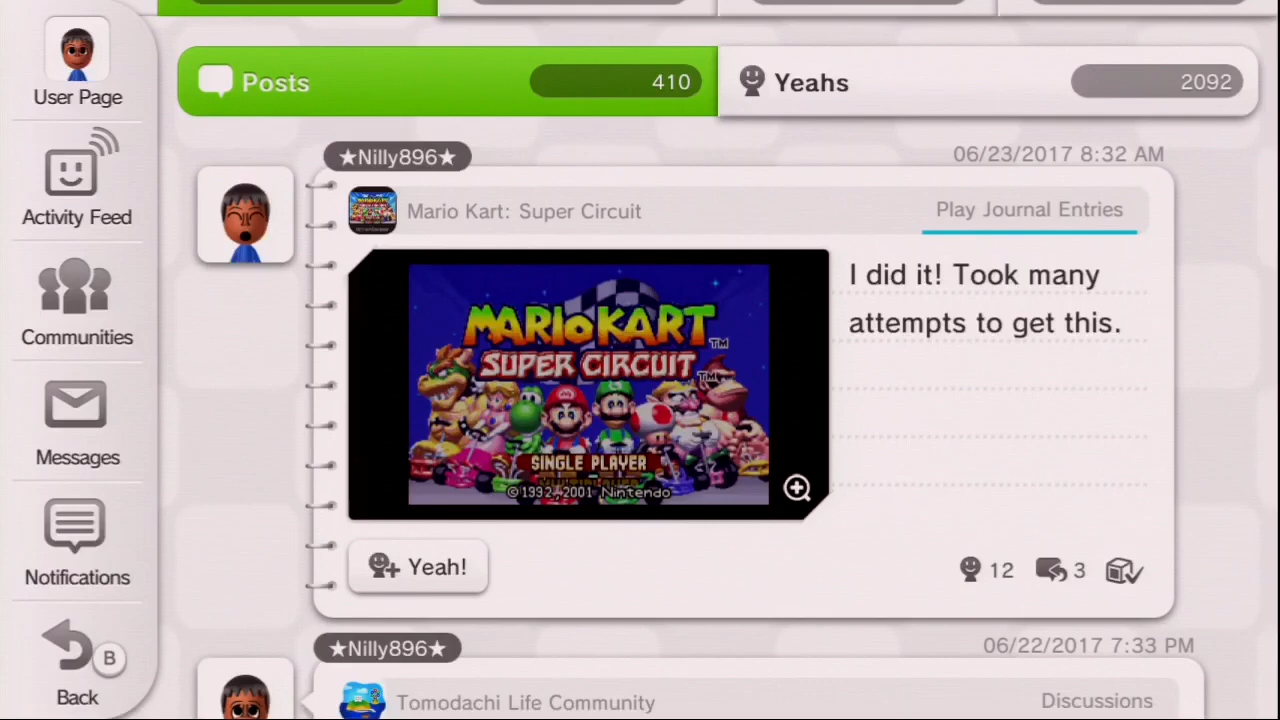 User Page
Activity Feed
Communities
Messages
Notifications
B
Back
Posts 410
Yeahs 2092
★Nilly896★
06/23/2017 8:32 AM
Mario Kart: Super Circuit
Play Journal Entries
MARIO KART TM
SUPER CIRCUIT TM
SINGLE PLAYER
©1992,2001 Nintendo
I did it! Took many
attempts to get this.
Yeah!
12
3
★Nilly896★
06/22/2017 7:33 PM
Tomodachi Life Community
Discussions